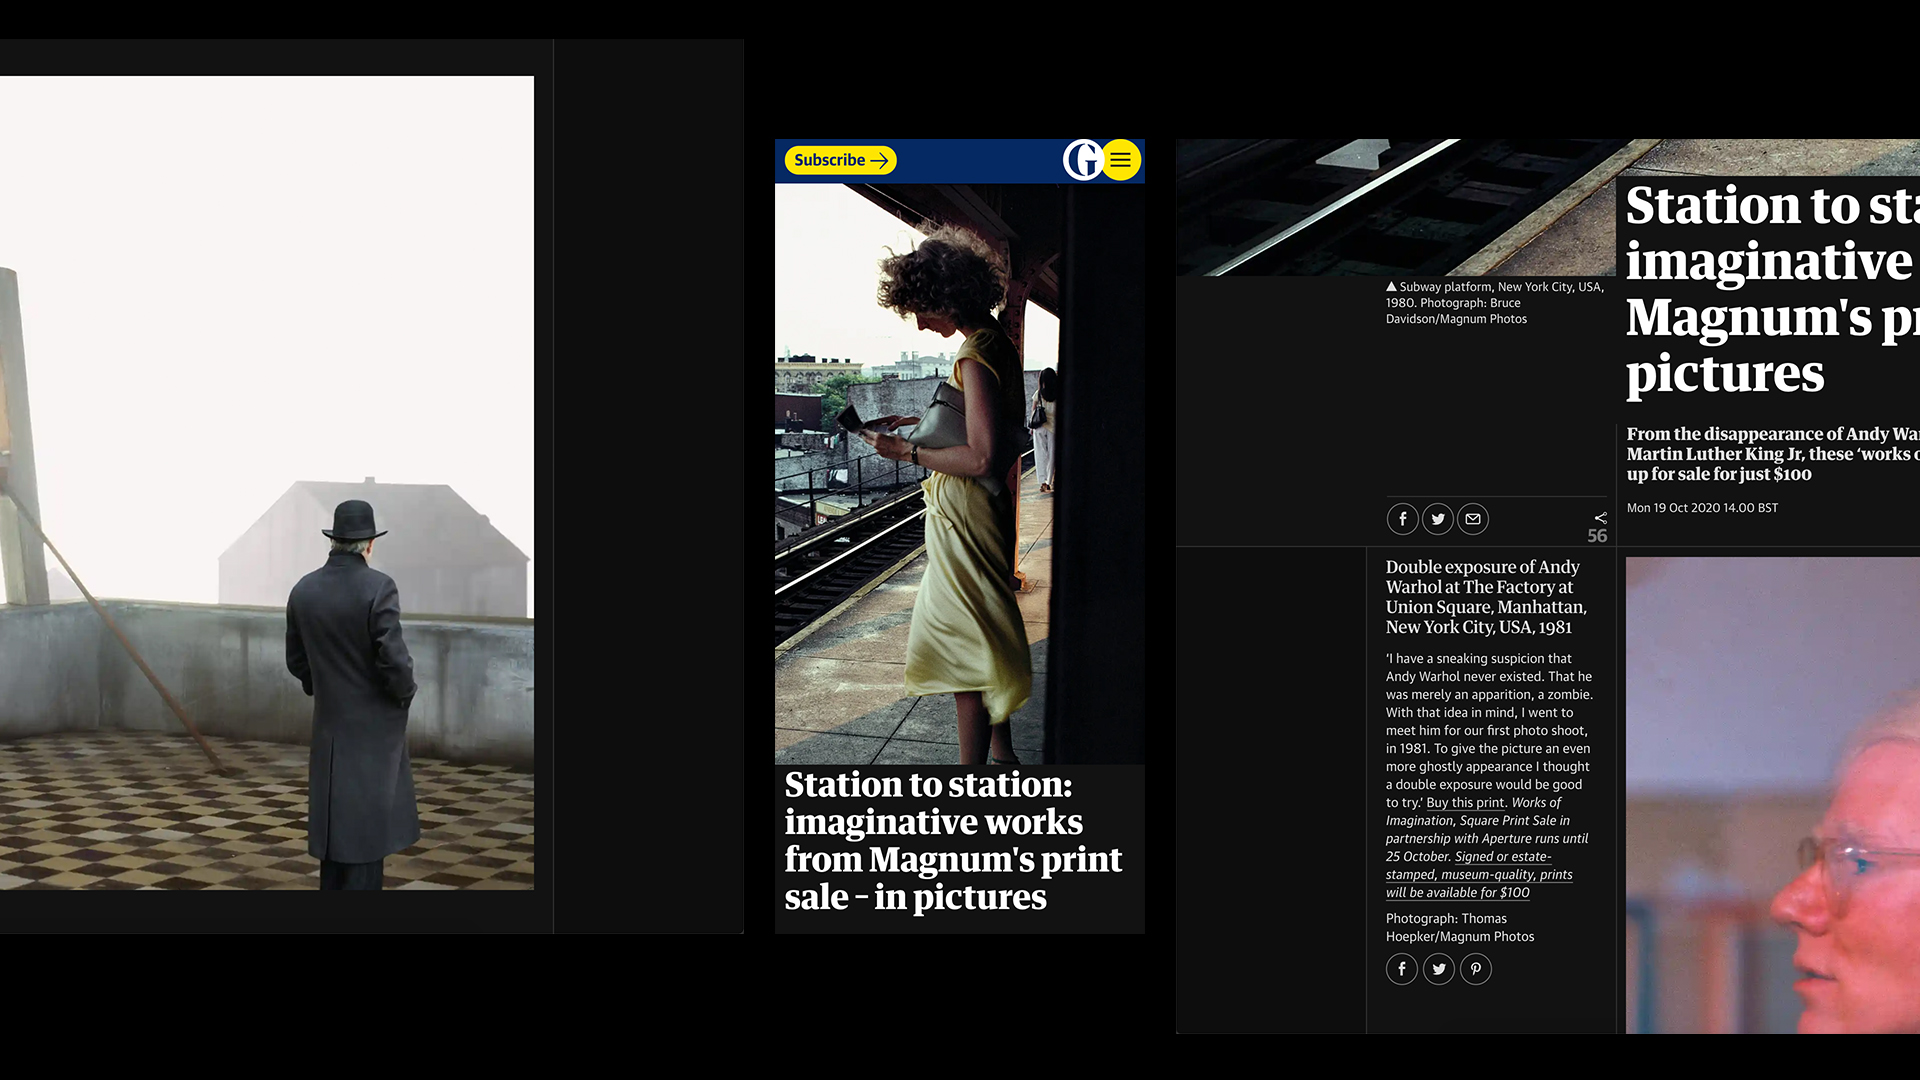 Subscribe
G
Station to station:
imaginative works
from Magnum's print
sale – in pictures
Subway platform, New York City, USA,
1980. Photograph: Bruce
Davidson/Magnum Photos
56
Double exposure of Andy
Warhol at The Factory at
Union Square, Manhattan,
New York City, USA, 1981
'I have a sneaking suspicion that
Andy Warhol never existed. That he
was merely an apparition, a zombie.
With that idea in mind, I went to
meet him for our first photo shoot,
in 1981. To give the picture an even
more ghostly appearance I thought
a double exposure would be good
to try.' Buy this print. Works of
Imagination, Square Print Sale in
partnership with Aperture runs until
25 October. Signed or estate-
stamped, museum-quality, prints
will be available for $100
Photograph: Thomas
Hoepker/Magnum Photos
Station to sta
imaginative
Magnum's pr
pictures
From the disappearance of Andy War
Martin Luther King Jr, these 'works o
up for sale for just $100
Mon 19 Oct 2020 14.00 BST